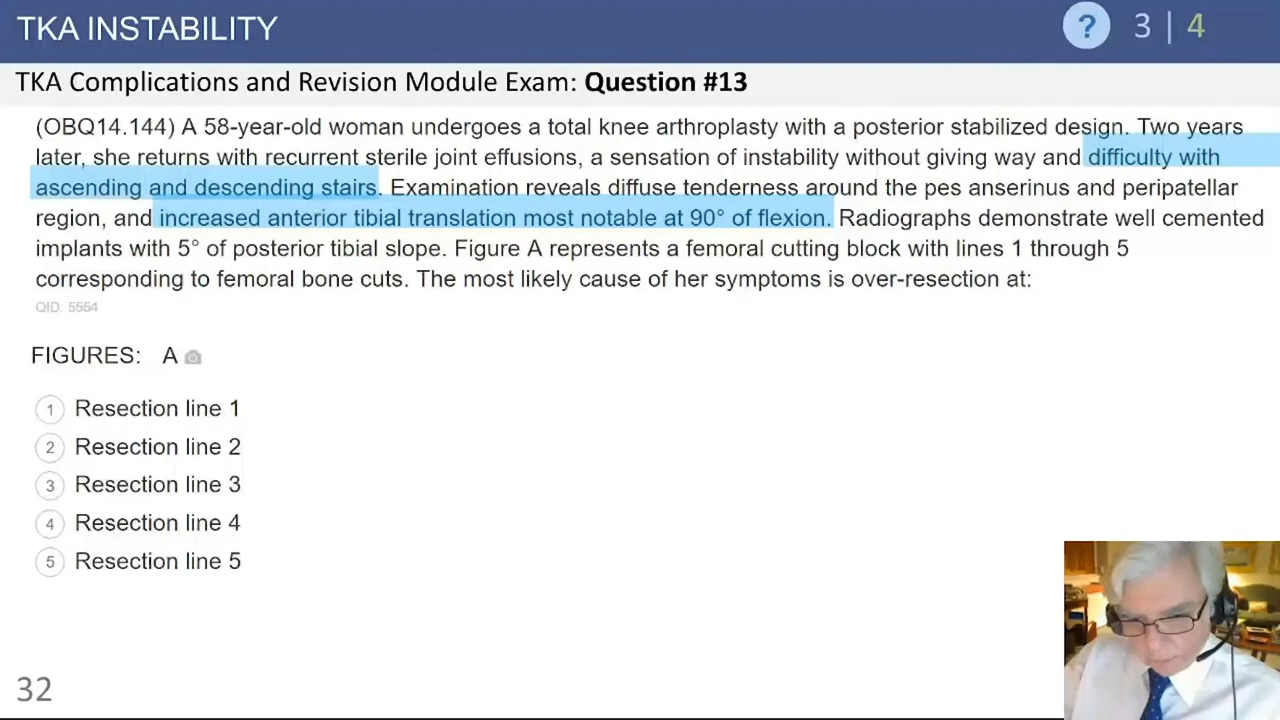 TKA INSTABILITY
? 3 | 4
TKA Complications and Revision Module Exam: Question #13
(OBQ14.144) A 58-year-old woman undergoes a total knee arthroplasty with a posterior stabilized design. Two years
later, she returns with recurrent sterile joint effusions, a sensation of instability without giving way and difficulty with
ascending and descending stairs. Examination reveals diffuse tenderness around the pes anserinus and peripatellar
region, and increased anterior tibial translation most notable at 90° of flexion. Radiographs demonstrate well cemented
implants with 5° of posterior tibial slope. Figure A represents a femoral cutting block with lines 1 through 5
corresponding to femoral bone cuts. The most likely cause of her symptoms is over-resection at:
QID: 5554
FIGURES: A
1 Resection line 1
2 Resection line 2
3 Resection line 3
4 Resection line 4
5 Resection line 5
32